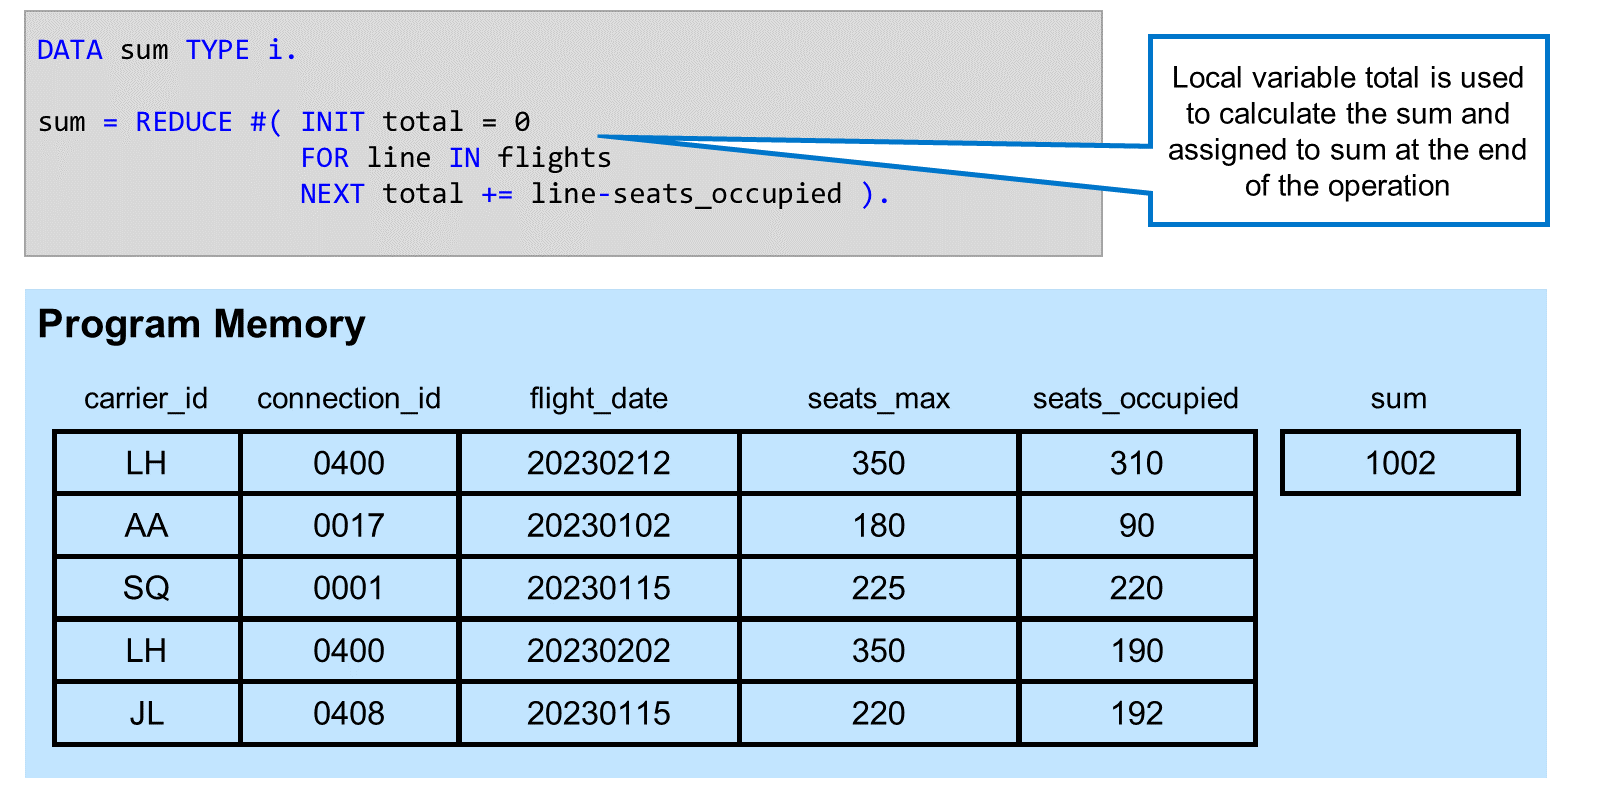 DATA sum TYPE i.
sum = REDUCE #( INIT total = 0
FOR line IN flights
NEXT total += line-seats_occupied ).
Local variable total is used
to calculate the sum and
assigned to sum at the end
of the operation
Program Memory
carrier_id connection_id flight_date seats_max seats_occupied sum
LH 0400 20230212 350 310 1002
AA 0017 20230102 180 90
SQ 0001 20230115 225 220
LH 0400 20230202 350 190
JL 0408 20230115 220 192